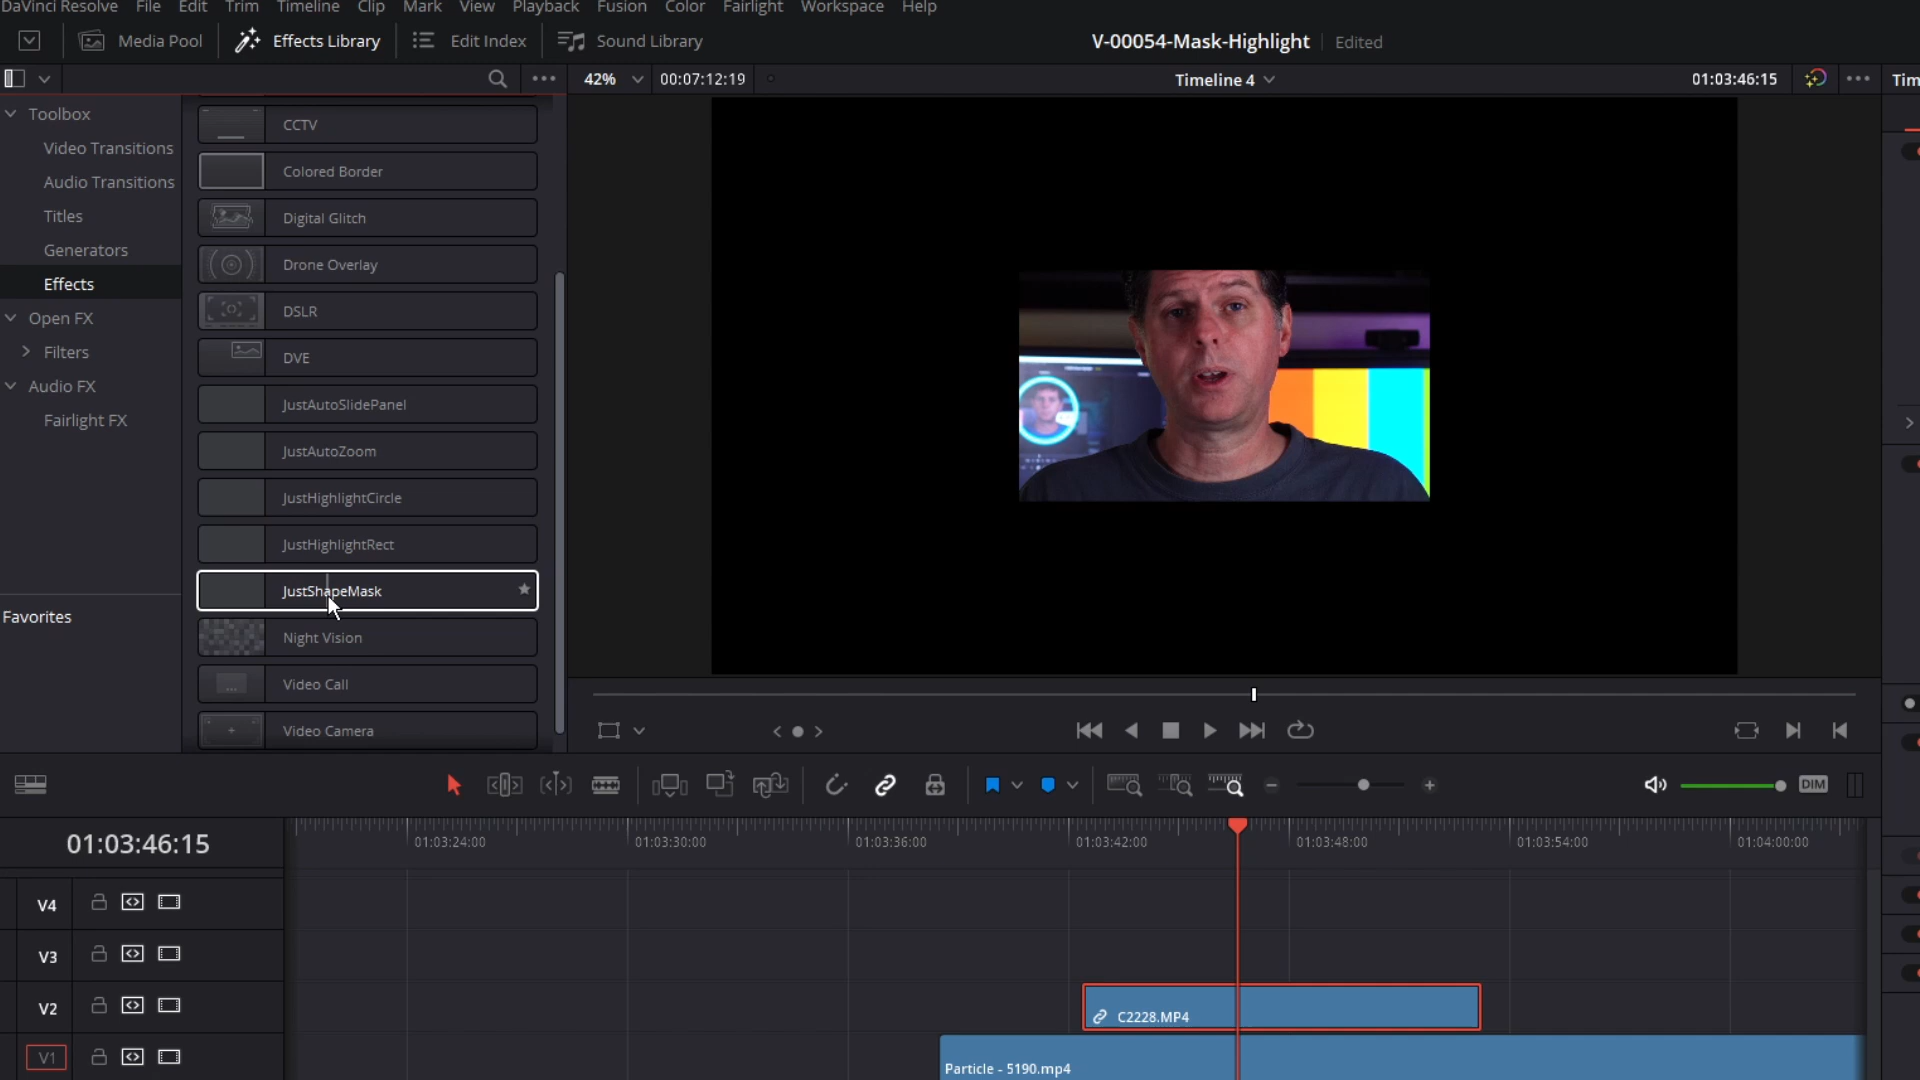 DaVinci Resolve File Edit Trim Timeline Clip Mark View Playback Fusion Color Fairlight Workspace Help
Media Pool Effects Library Edit Index Sound Library V-00054-Mask-Highlight Edited
42% 00:07:12:19 Timeline 4 01:03:46:15 Tim
Toolbox
Video Transitions
Audio Transitions
Titles
Generators
Effects
Open FX
Filters
Audio FX
Fairlight FX
Favorites
CCTV
Colored Border
Digital Glitch
Drone Overlay
DSLR
DVE
JustAutoSlidePanel
JustAutoZoom
JustHighlightCircle
JustHighlightRect
JustShapeMask
Night Vision
Video Call
Video Camera
DIM
01:03:46:15
01:03:24:00 01:03:30:00 01:03:36:00 01:03:42:00 01:03:48:00 01:03:54:00 01:04:00:00
V4
V3
V2
C2228.MP4
V1
Particle - 5190.mp4